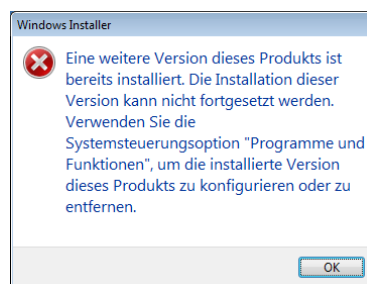 Windows Installer
Eine weitere Version dieses Produkts ist
bereits installiert. Die Installation dieser
Version kann nicht fortgesetzt werden.
Verwenden Sie die
Systemsteuerungsoption "Programme und
Funktionen", um die installierte Version
dieses Produkts zu konfigurieren oder zu
entfernen.
OK